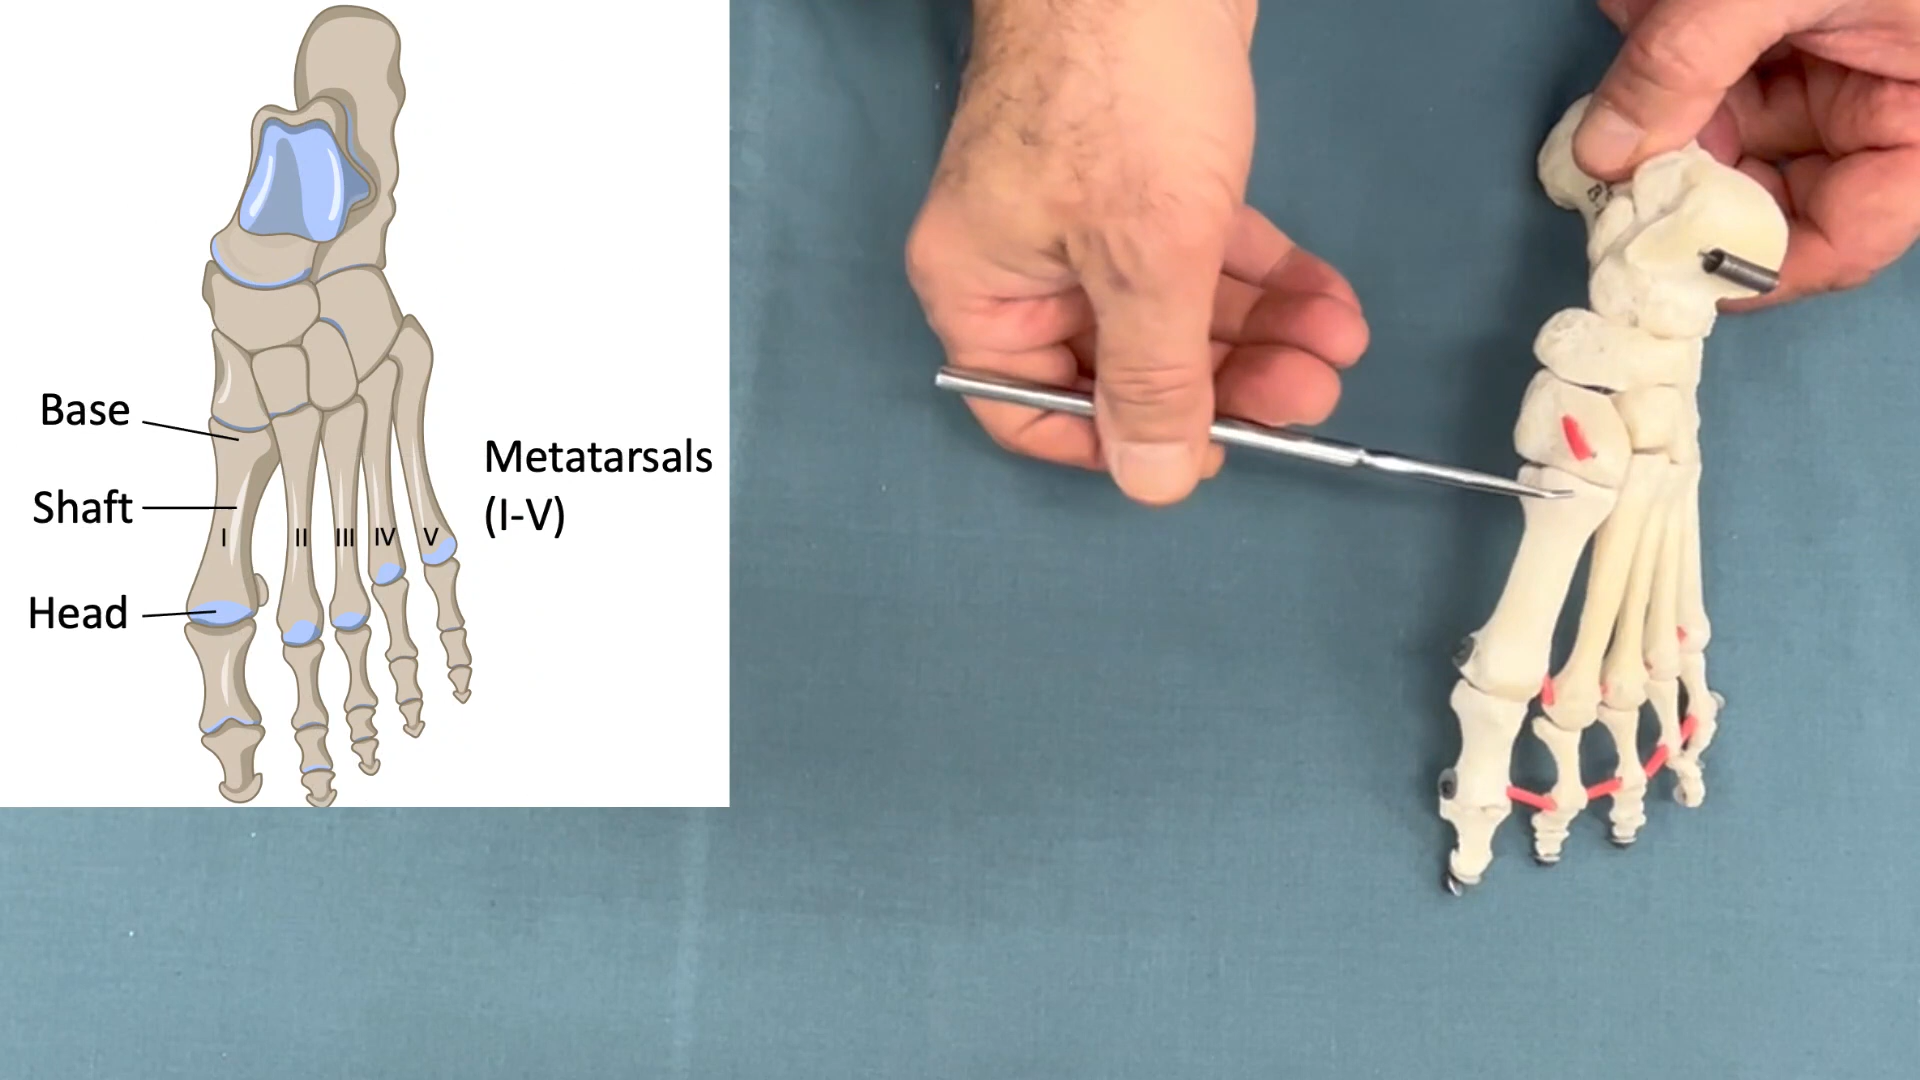 Base
Shaft
Head
I II III IV V
Metatarsals
(I-V)